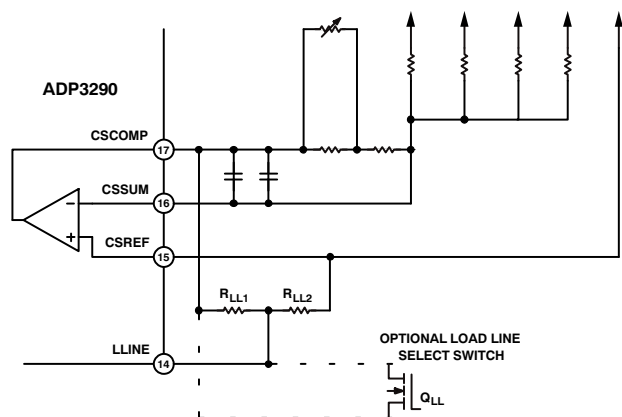 ADP3290
CSCOMP
17
CSSUM
16
CSREF
15
RLL1
RLL2
LLINE
14
OPTIONAL LOAD LINE
SELECT SWITCH
QLL